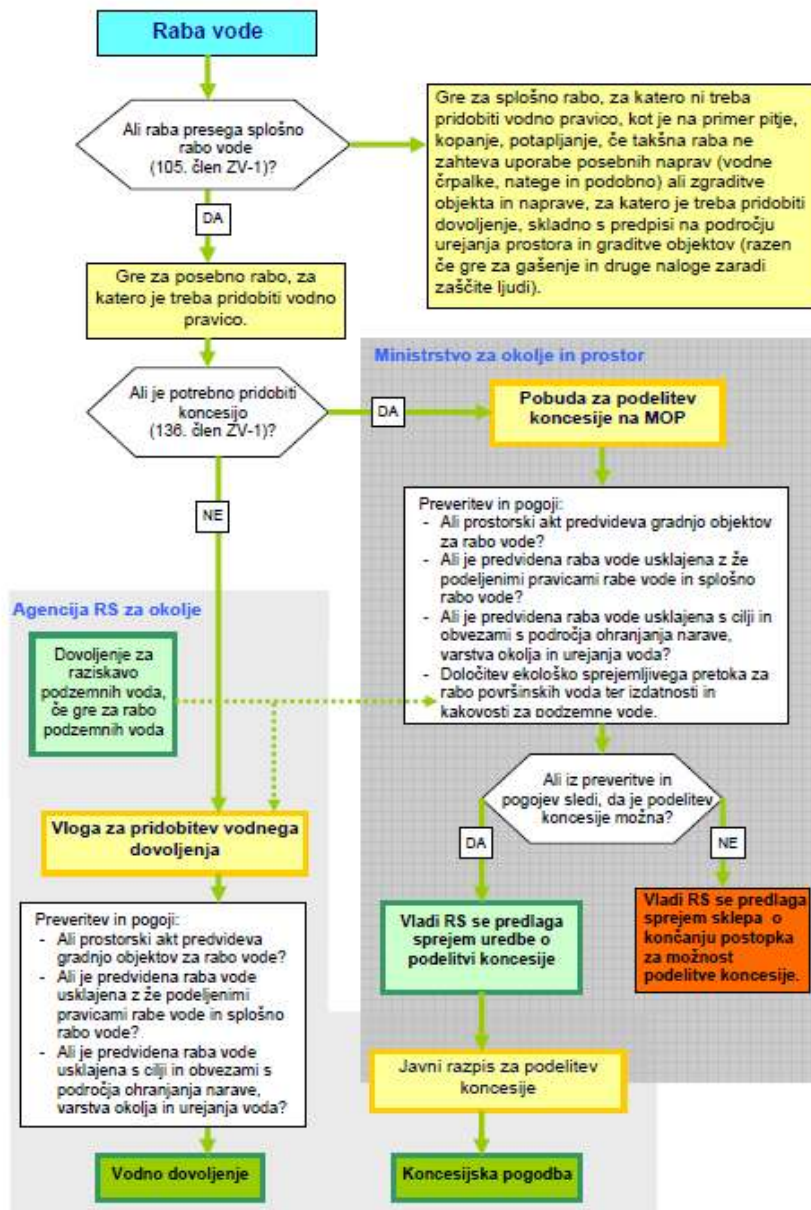 Raba vode
Ali raba presega splošno
rabo vode
(105. člen ZV-1)?
Gre za splošno rabo, za katero ni treba
pridobiti vodno pravico, kot je na primer pitje,
kopanje, potapljanje, če takšna raba ne
zahteva uporabe posebnih naprav (vodne
črpalke, natege in podobno) ali zgraditve
objekta in naprave, za katero je treba pridobiti
dovoljenje, skladno s predpisi na področju
urejanja prostora in graditve objektov (razen
če gre za gašenje in druge naloge zaradi
zaščite ljudi).
DA
Gre za posebno rabo, za
katero je treba pridobiti vodno
pravico.
Ali je potrebno pridobiti
koncesijo
(136. člen ZV-1)?
DA
Ministrstvo za okolje in prostor
Pobuda za podelitev
koncesije na MOP
NE
Preveritev in pogoji:
- Ali prostorski akt predvideva gradnjo objektov
za rabo vode?
- Ali je predvidena raba vode usklajena z že
podeljenimi pravicami rabe vode in splošno
rabo vode?
- Ali je predvidena raba vode usklajena s cilji in
obvezami s področja ohranjanja narave,
varstva okolja in urejanja voda?
- Določitev ekološko sprejemljivega pretoka za
rabo površinskih voda ter izdatnosti in
kakovosti za podzemne vode.
Agencija RS za okolje
Dovoljenje za
raziskavo
podzemnih voda,
če gre za rabo
podzemnih voda
Ali iz preveritve in
pogojev sledi, da je podelitev
koncesije možna?
DA
NE
Vloga za pridobitev vodnega
dovoljenja
Vladi RS se predlaga
sprejem uredbe o
podelitvi koncesije
Vladi RS se predlaga
sprejem sklepa o
končanju postopka
za možnost
podelitve koncesije.
Preveritev in pogoji:
- Ali prostorski akt predvideva
gradnjo objektov za rabo vode?
- Ali je predvidena raba vode
usklajena z že podeljenimi
pravicami rabe vode in splošno
rabo vode?
- Ali je predvidena raba vode
usklajena s cilji in obvezami s
področja ohranjanja narave,
varstva okolja in urejanja voda?
Javni razpis za podelitev
koncesije
Vodno dovoljenje
Koncesijska pogodba